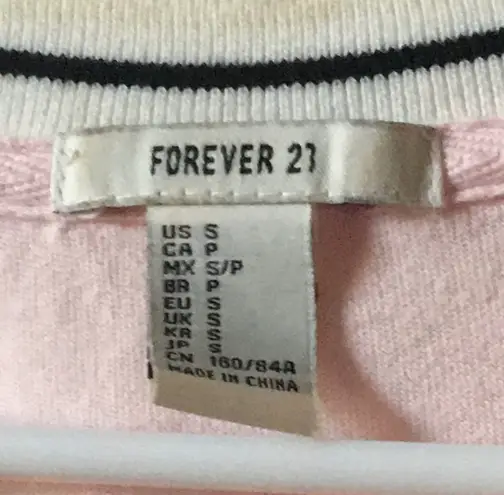 FOREVER 21
US S
CA P
MX S/P
BR P
EU S
UK S
KR S
JP S
CN 160/84A
MADE IN CHINA